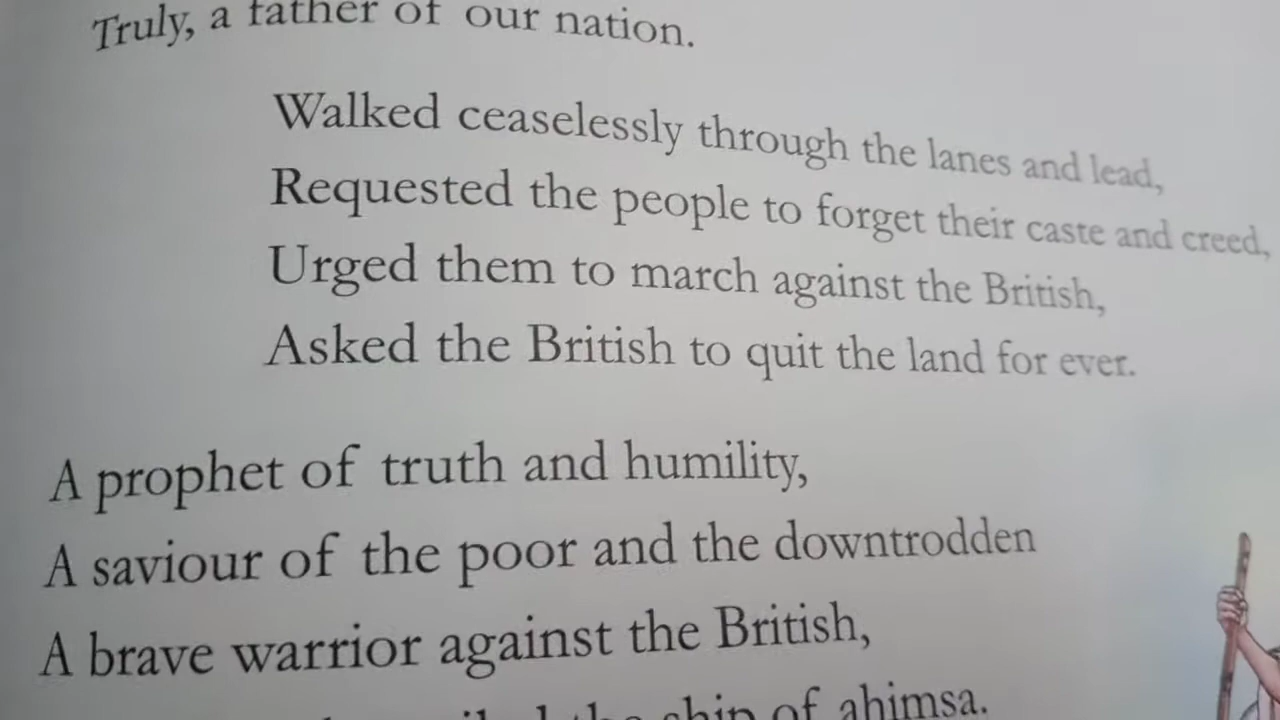 Truly, a father of our nation.
Walked ceaselessly through the lanes and lead,
Requested the people to forget their caste and creed,
Urged them to march against the British,
Asked the British to quit the land for ever.
A prophet of truth and humility,
A saviour of the poor and the downtrodden
A brave warrior against the British,
the ship of ahimsa.